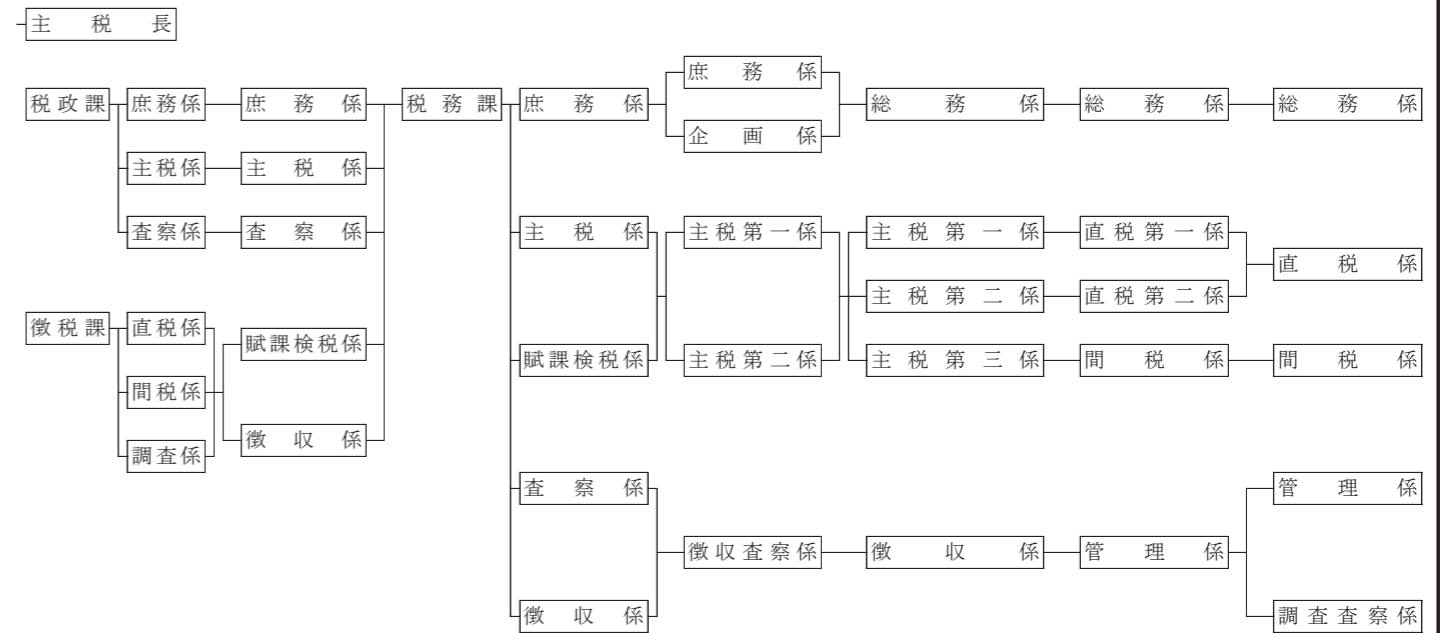 主税長
庶務係
税政課 庶務係 庶務係 税務課 庶務係 総務係 総務係 総務係
企画係
主税係 主税係
査察係 査察係 主税係 主税第一係 主税第一係 直税第一係
直税係
主税第二係 直税第二係
徴税課 直税係
賦課検税係 賦課検税係 主税第二係 主税第三係 間税係 間税係
間税係
徴収係
調査係
査察係 管理係
徴収査察係 徴収係 管理係
徴収係 調査査察係